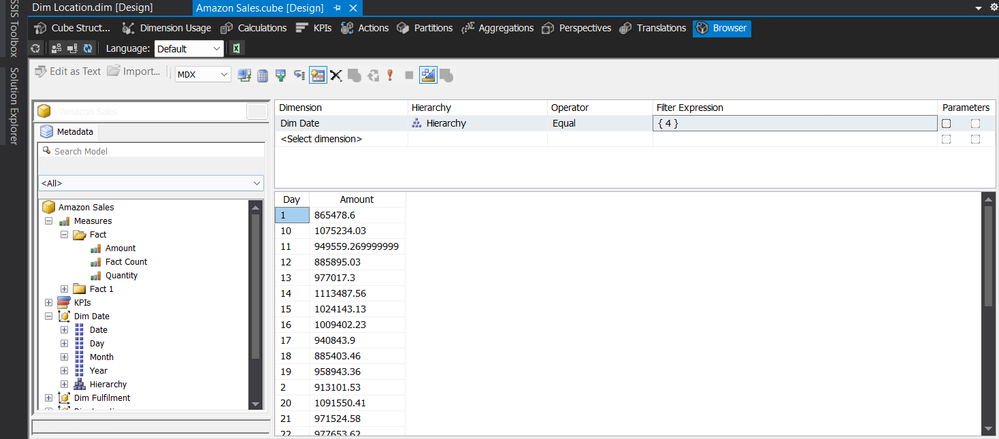 Dim Location.dim [Design] Amazon Sales.cube [Design]
SSIS Toolbox
Solution Explorer
Cube Struct... Dimension Usage Calculations KPIs Actions Partitions Aggregations Perspectives Translations Browser
Language: Default
Edit as Text Import... MDX
Amazon Sales
Metadata
Search Model
<All>
Amazon Sales
Measures
Fact
Amount
Fact Count
Quantity
Fact 1
KPIs
Dim Date
Date
Day
Month
Year
Hierarchy
Dim Fulfilment
Dimension Hierarchy Operator Filter Expression Parameters
Dim Date Hierarchy Equal { 4 }
<Select dimension>
Day Amount
1 865478.6
10 1075234.03
11 949559.269999999
12 885895.03
13 977017.3
14 1113487.56
15 1024143.13
16 1009402.23
17 940843.9
18 885403.46
19 958943.36
2 913101.53
20 1091550.41
21 971524.58
22 977653.62